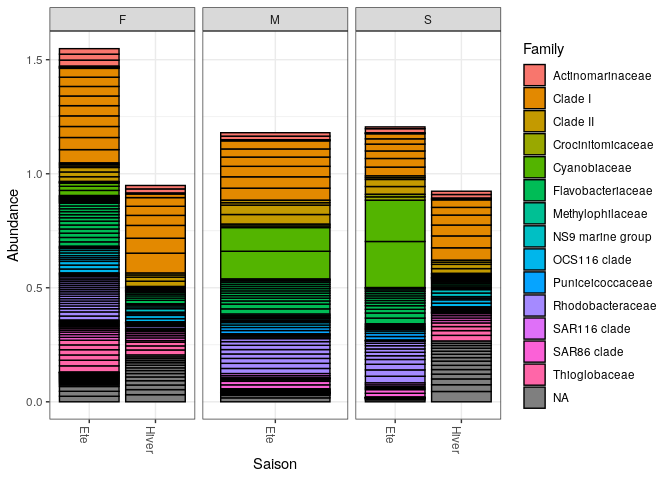 F
M
S
1.5
1.0
0.5
0.0
Abundance
Ete
Hiver
Ete
Ete
Hiver
Saison
Family
Actinomarinaceae
Clade I
Clade II
Crocinitomicaceae
Cyanobiaceae
Flavobacteriaceae
Methylophilaceae
NS9 marine group
OCS116 clade
Puniceicoccaceae
Rhodobacteraceae
SAR116 clade
SAR86 clade
Thioglobaceae
NA